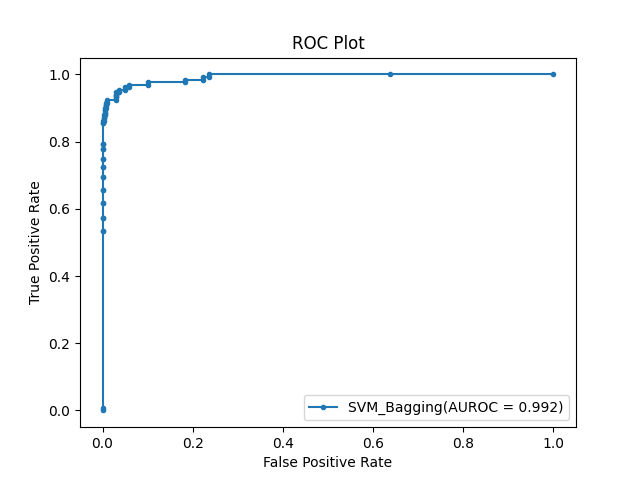 ROC Plot
1.0
0.8
0.6
0.4
0.2
0.0
True Positive Rate
SVM_Bagging(AUROC = 0.992)
0.0 0.2 0.4 0.6 0.8 1.0
False Positive Rate